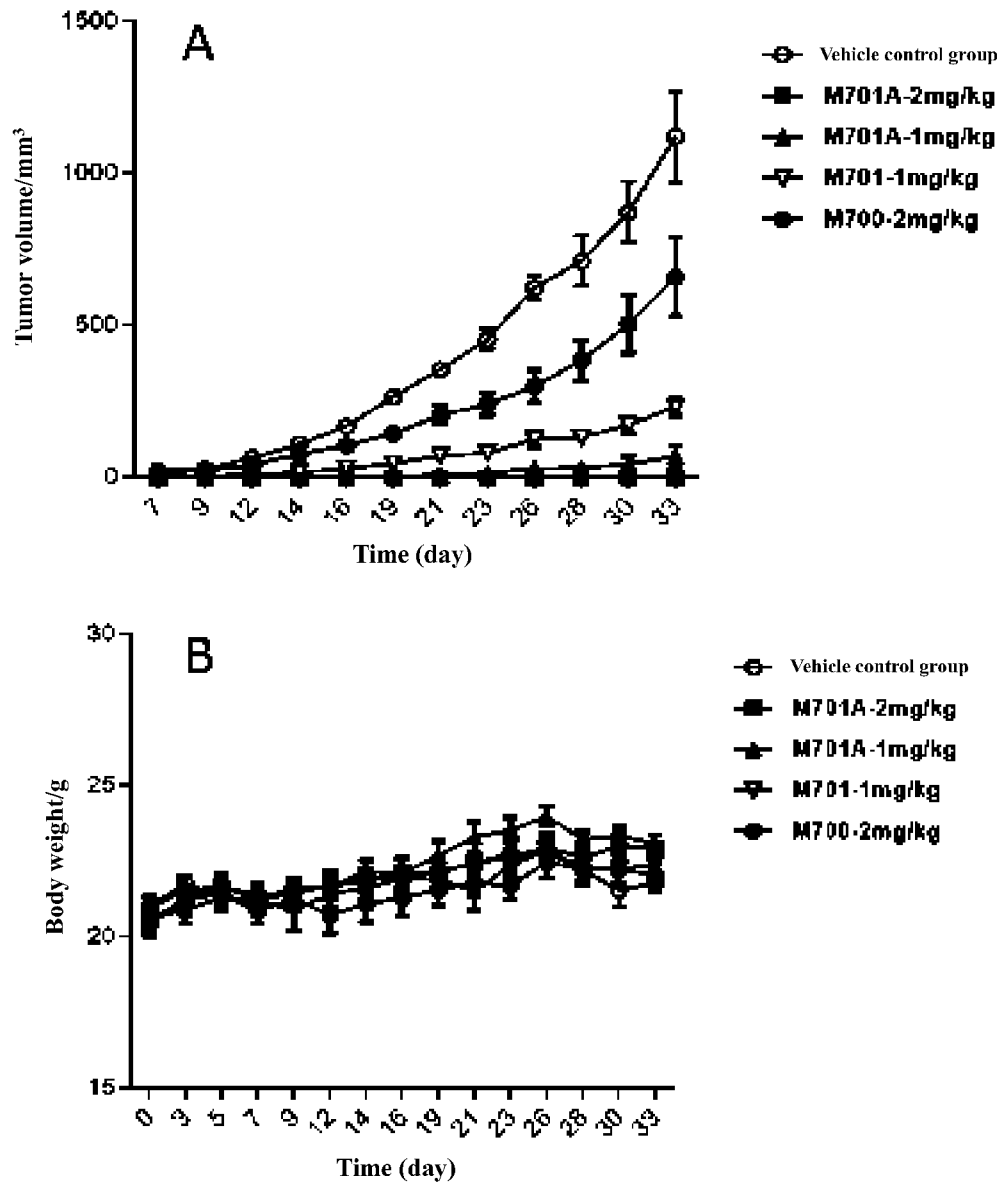 A
1500
1000
500
0
Tumor volume/mm³
7 9 12 14 16 19 21 23 26 28 30 33
Time (day)
Vehicle control group
M701A-2mg/kg
M701A-1mg/kg
M701-1mg/kg
M700-2mg/kg
B
30
25
20
15
Body weight/g
0 3 5 7 9 12 14 16 19 21 23 26 28 30 33
Time (day)
Vehicle control group
M701A-2mg/kg
M701A-1mg/kg
M701-1mg/kg
M700-2mg/kg